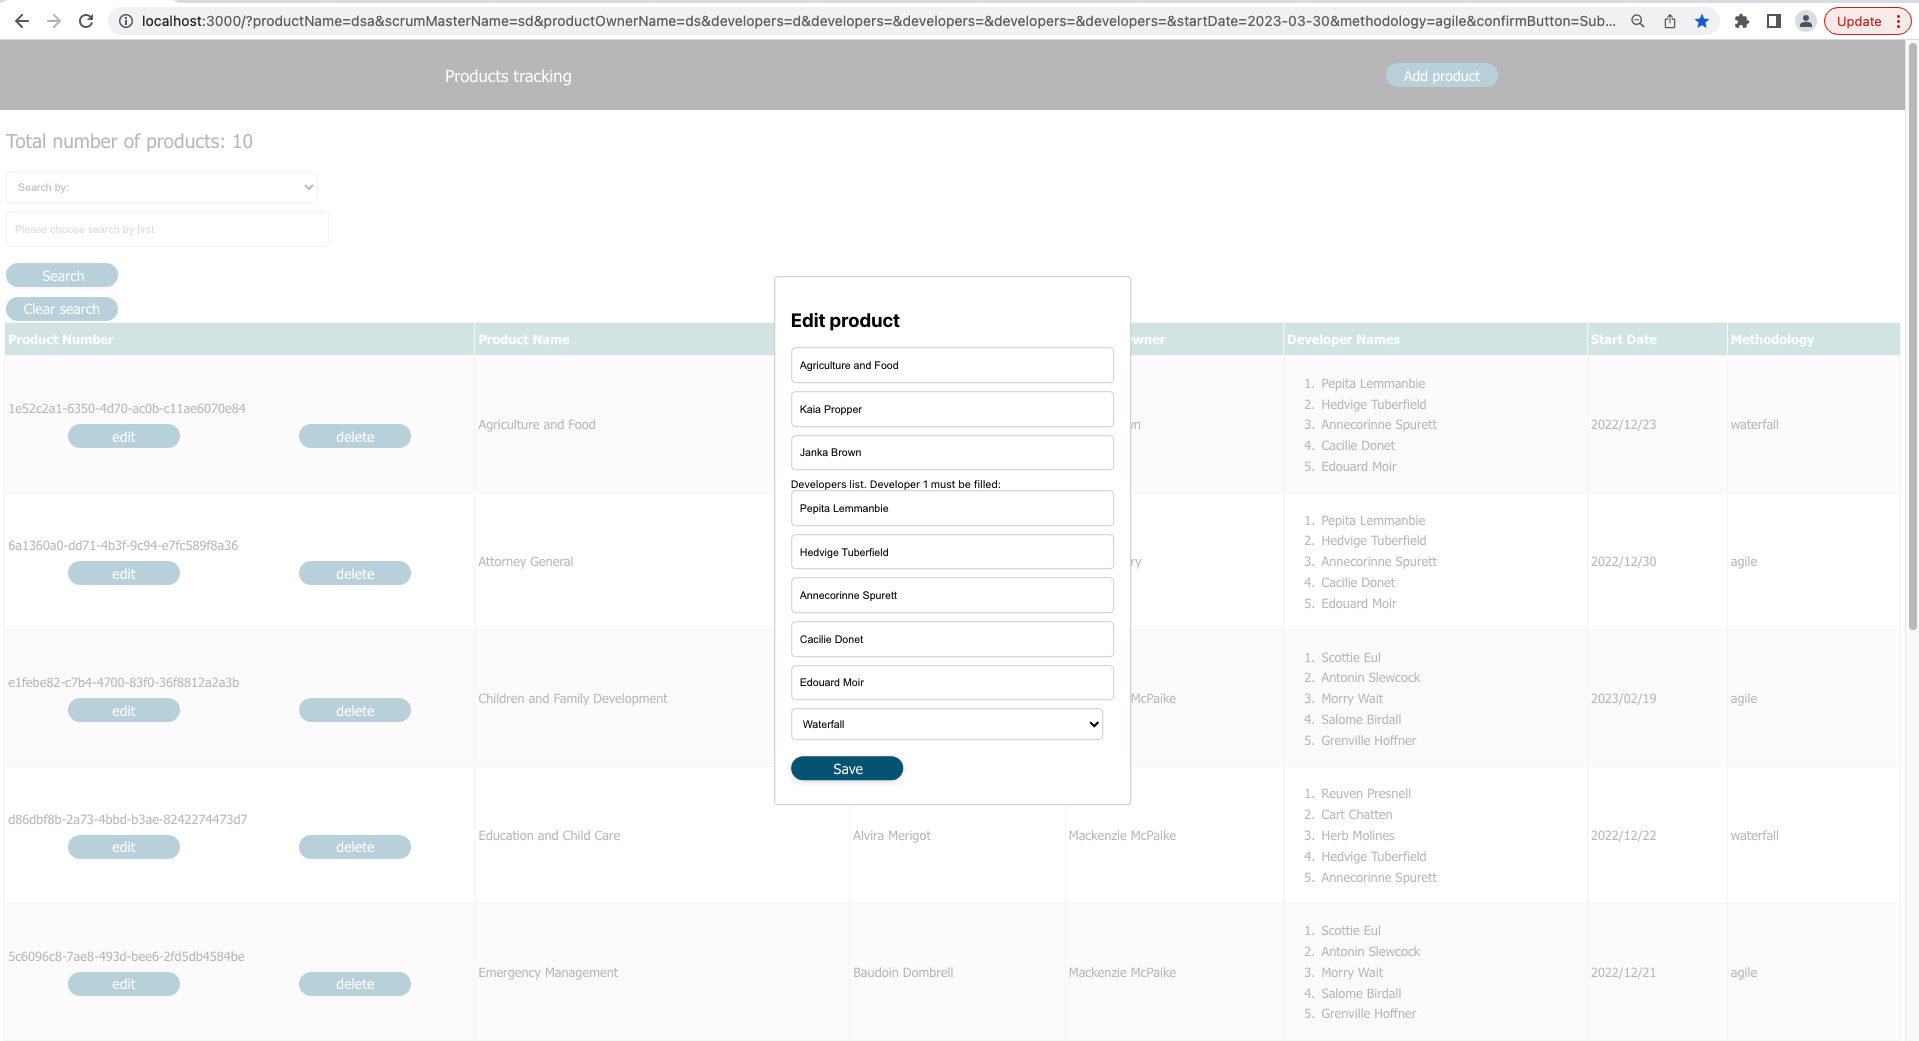 localhost:3000/?productName=dsa&scrumMasterName=sd&productOwnerName=ds&developers=d&developers=&developers=&developers=&developers=&startDate=2023-03-30&methodology=agile&confirmButton=Sub...
Update
Products tracking
Add product
Total number of products: 10
Search by:
Please choose search by first
Search
Clear search
Product Number
Product Name
wner
Developer Names
Start Date
Methodology
1e52c2a1-6350-4d70-ac0b-c11ae6070e84
edit
delete
Agriculture and Food
vn
1. Pepita Lemmanbie
2. Hedvige Tuberfield
3. Annecorinne Spurett
4. Cacilie Donet
5. Edouard Moir
2022/12/23
waterfall
6a1360a0-dd71-4b3f-9c94-e7fc589f8a36
edit
delete
Attorney General
ry
1. Pepita Lemmanbie
2. Hedvige Tuberfield
3. Annecorinne Spurett
4. Cacilie Donet
5. Edouard Moir
2022/12/30
agile
e1febe82-c7b4-4700-83f0-36f8812a2a3b
edit
delete
Children and Family Development
McPaike
1. Scottie Eul
2. Antonin Slewcock
3. Morry Wait
4. Salome Birdall
5. Grenville Hoffner
2023/02/19
agile
d86dbf8b-2a73-4bbd-b3ae-8242274473d7
edit
delete
Education and Child Care
Alvira Merigot
Mackenzie McPaike
1. Reuven Presnell
2. Cart Chatten
3. Herb Molines
4. Hedvige Tuberfield
5. Annecorinne Spurett
2022/12/22
waterfall
5c6096c8-7ae8-493d-bee6-2fd5db4584be
edit
delete
Emergency Management
Baudoin Dombrell
Mackenzie McPaike
1. Scottie Eul
2. Antonin Slewcock
3. Morry Wait
4. Salome Birdall
5. Grenville Hoffner
2022/12/21
agile
Edit product
Agriculture and Food
Kaia Propper
Janka Brown
Developers list. Developer 1 must be filled:
Pepita Lemmanbie
Hedvige Tuberfield
Annecorinne Spurett
Cacilie Donet
Edouard Moir
Waterfall
Save